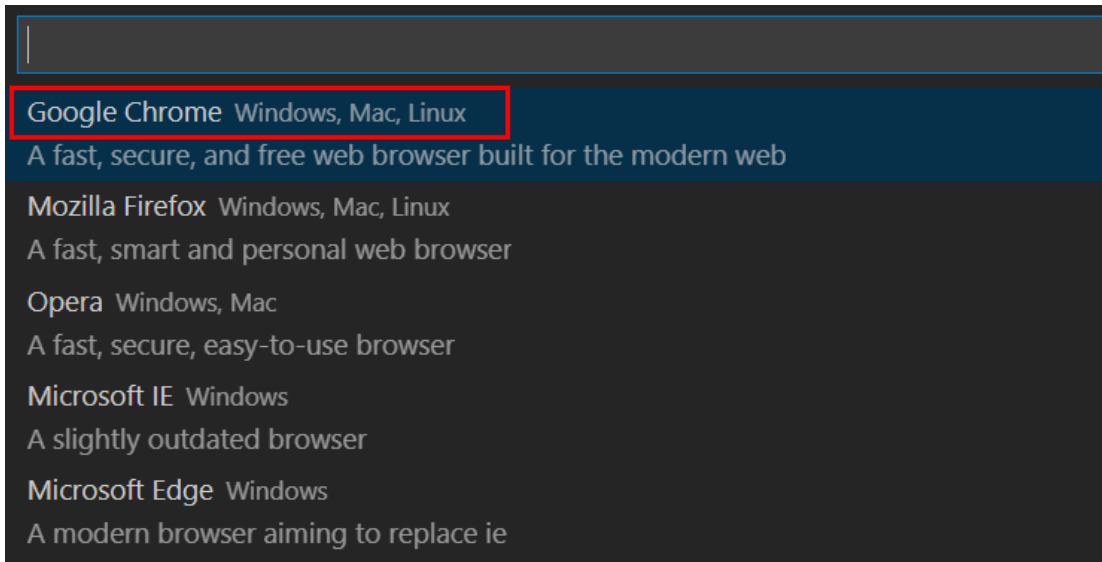 Google Chrome Windows, Mac, Linux
A fast, secure, and free web browser built for the modern web
Mozilla Firefox Windows, Mac, Linux
A fast, smart and personal web browser
Opera Windows, Mac
A fast, secure, easy-to-use browser
Microsoft IE Windows
A slightly outdated browser
Microsoft Edge Windows
A modern browser aiming to replace ie